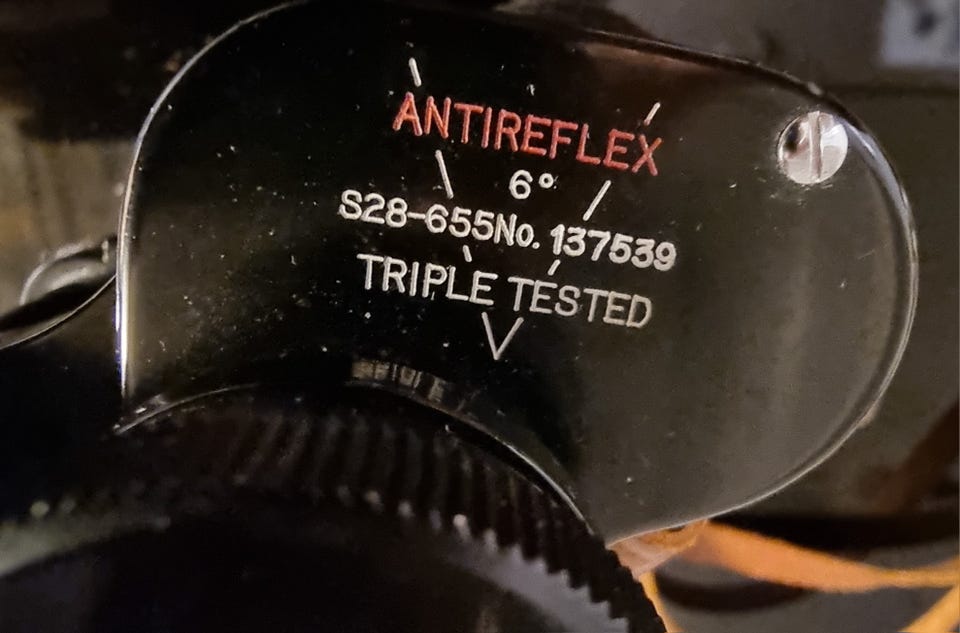 ANTIREFLEX
6°
S28-655No. 137539
TRIPLE TESTED